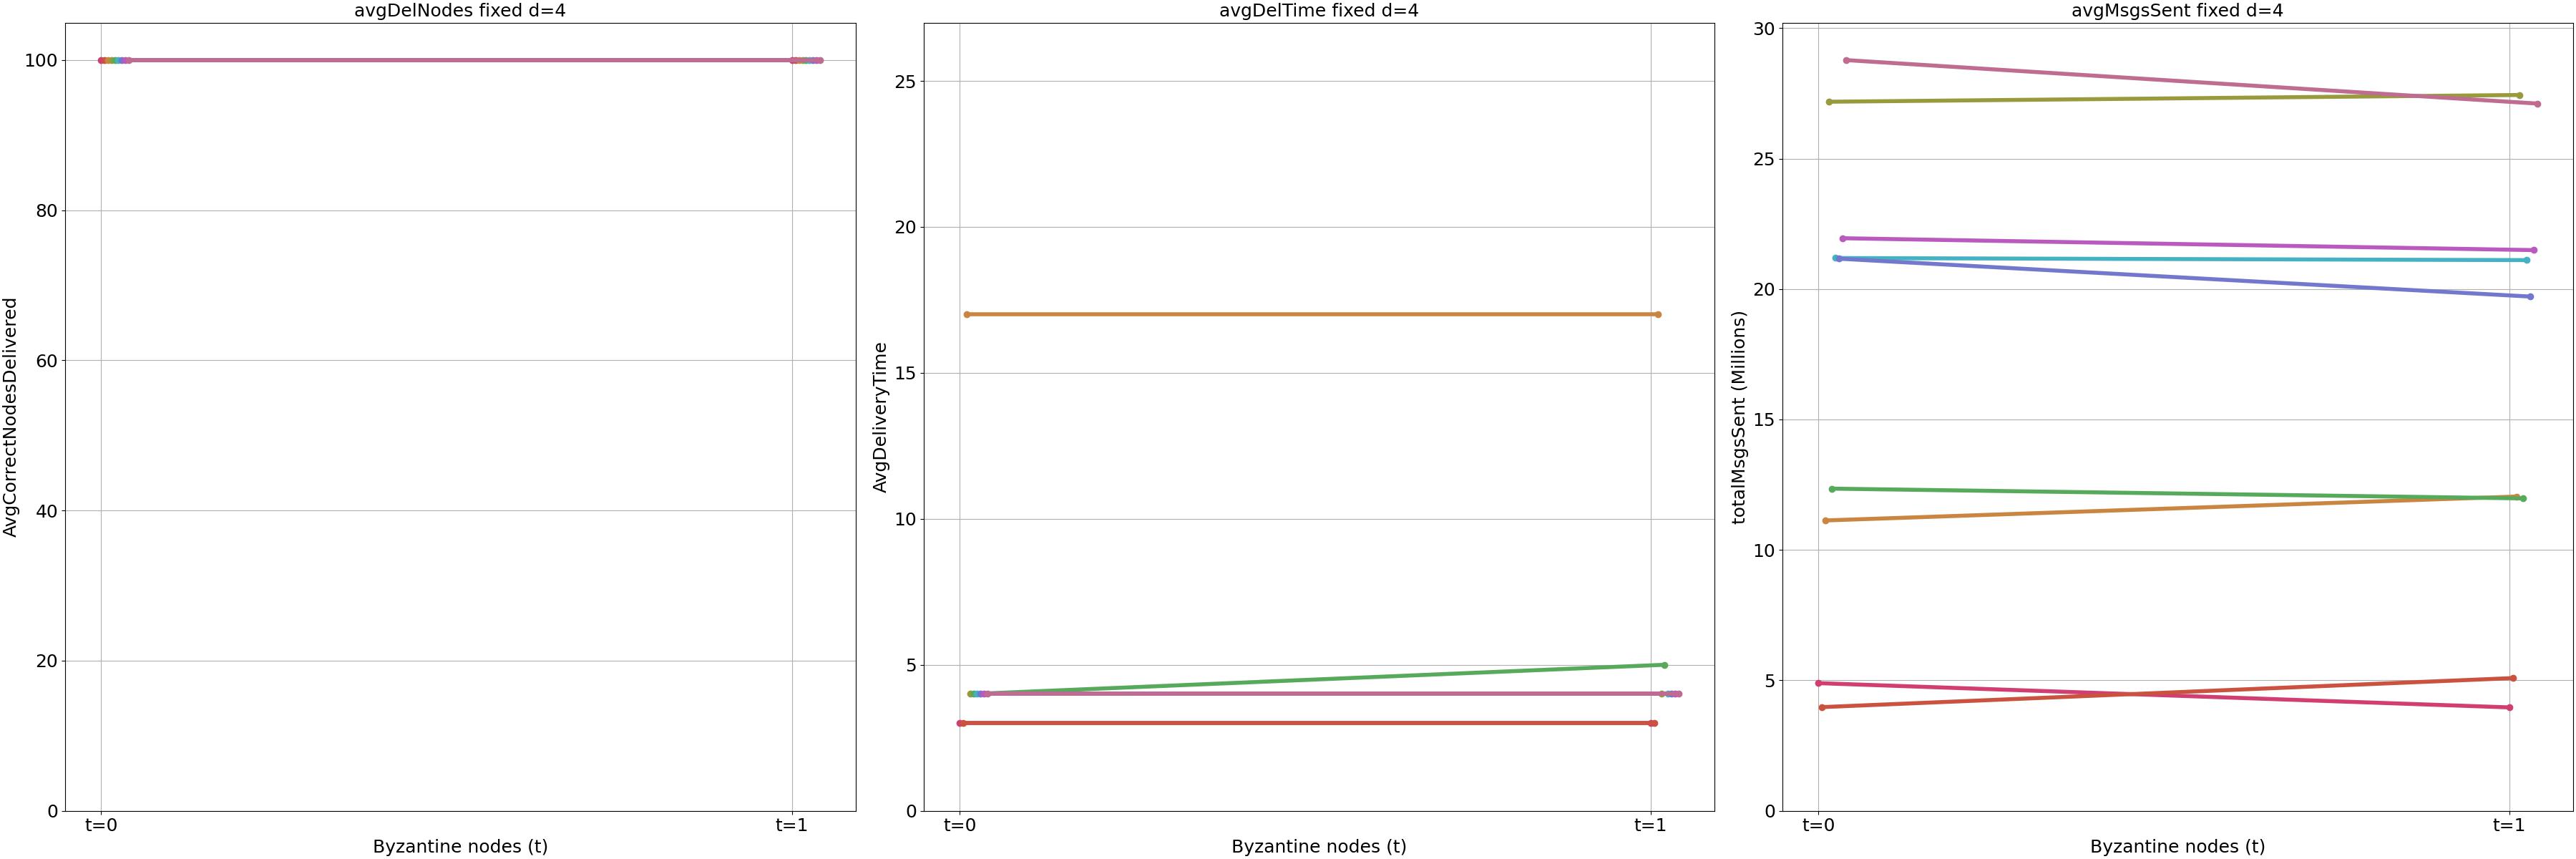 avgDelNodes fixed d=4
AvgCorrectNodesDelivered
100
80
60
40
20
0
t=0
t=1
Byzantine nodes (t)
avgDelTime fixed d=4
AvgDeliveryTime
25
20
15
10
5
0
t=0
t=1
Byzantine nodes (t)
avgMsgsSent fixed d=4
totalMsgsSent (Millions)
30
25
20
15
10
5
0
t=0
t=1
Byzantine nodes (t)